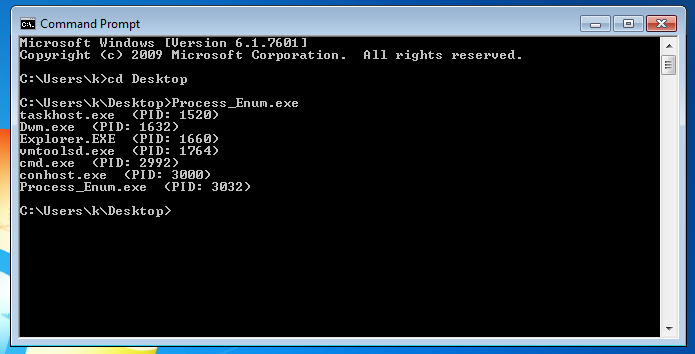 Command Prompt
Microsoft Windows [Version 6.1.7601]
Copyright (c) 2009 Microsoft Corporation.  All rights reserved.
C:\Users\k>cd Desktop
C:\Users\k\Desktop>Process_Enum.exe
taskhost.exe  (PID: 1520)
Dwm.exe  (PID: 1632)
Explorer.EXE  (PID: 1660)
vmtoolsd.exe  (PID: 1764)
cmd.exe  (PID: 2992)
conhost.exe  (PID: 3000)
Process_Enum.exe  (PID: 3032)
C:\Users\k\Desktop>